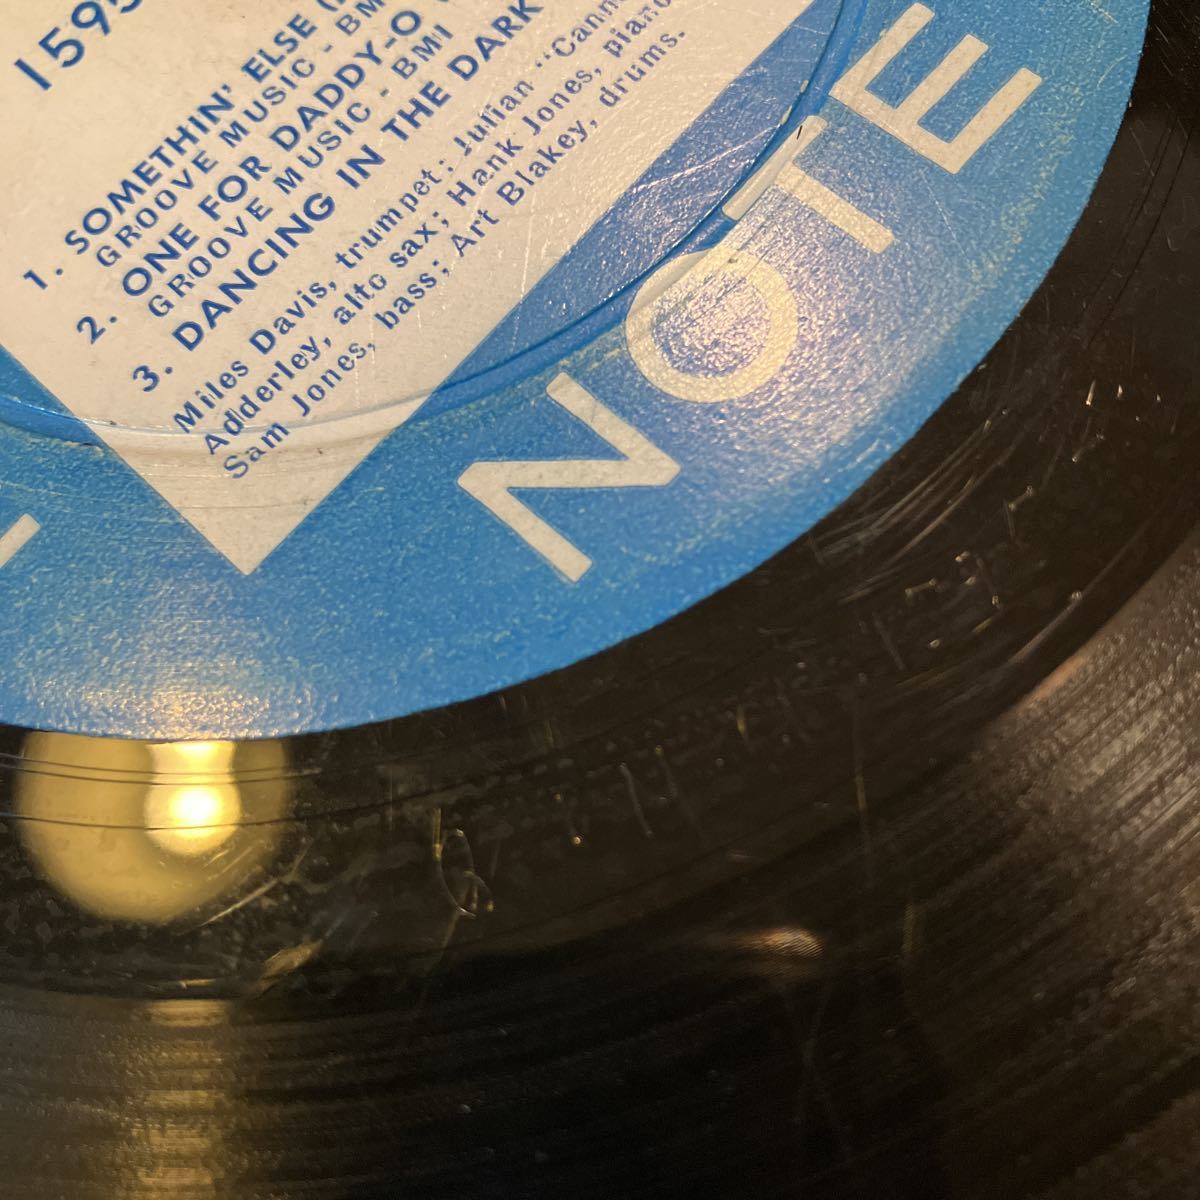 1595
1. SOMETHIN' ELSE
GROOVE MUSIC - BM
2. ONE FOR DADDY-O
GROOVE MUSIC - BMI
3. DANCING IN THE DARK
Miles Davis, trumpet; Julian "Cann
Adderley, alto sax; Hank Jones, piano
Sam Jones, bass; Art Blakey, drums.
NOTE